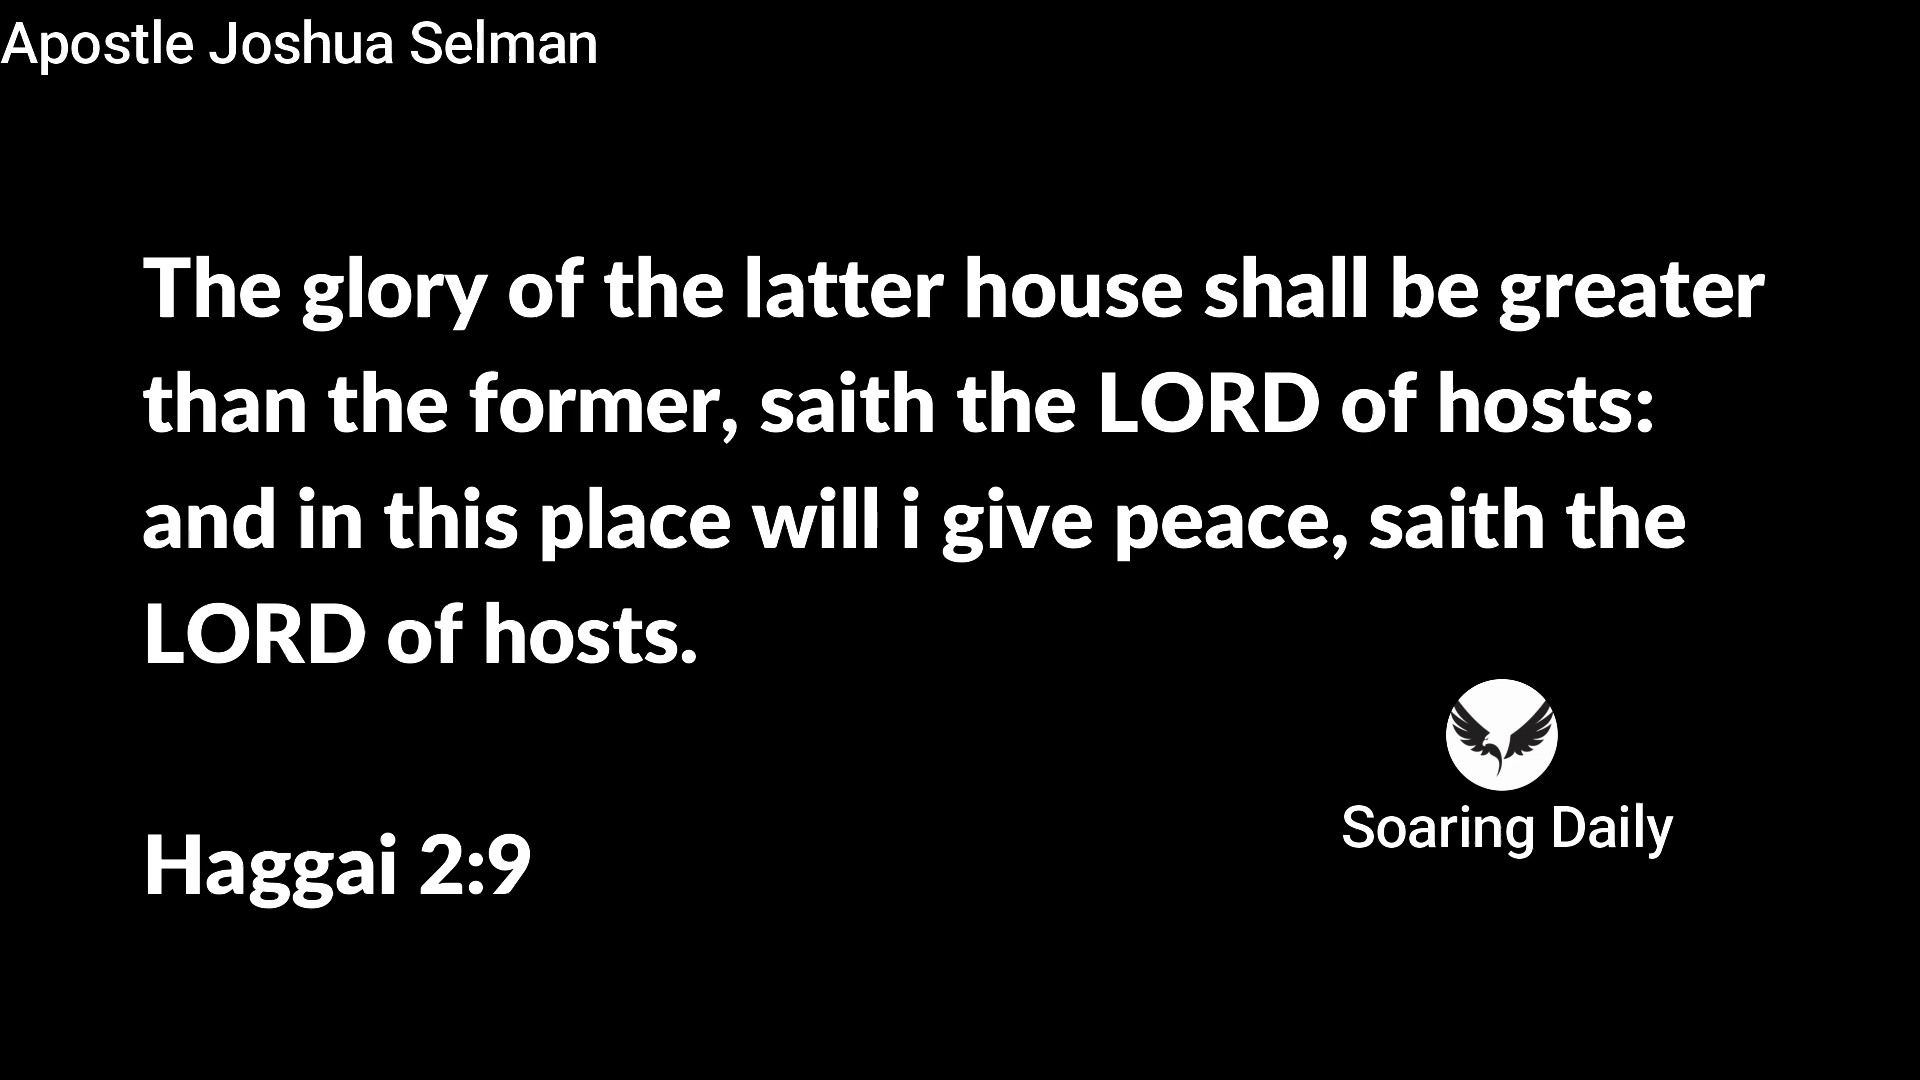 Apostle Joshua Selman
The glory of the latter house shall be greater
than the former, saith the LORD of hosts:
and in this place will i give peace, saith the
LORD of hosts.
Haggai 2:9
Soaring Daily